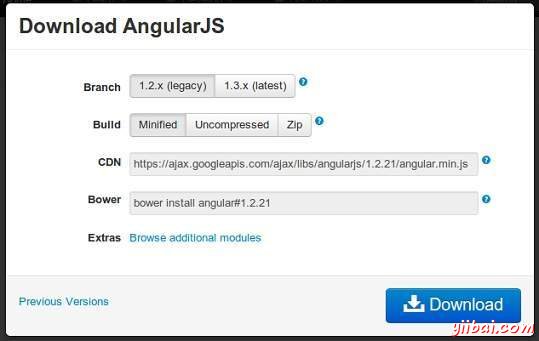 Download AngularJS
Branch 1.2.x (legacy) 1.3.x (latest) ?
Build Minified Uncompressed Zip ?
CDN https://ajax.googleapis.com/ajax/libs/angularjs/1.2.21/angular.min.js ?
Bower bower install angular#1.2.21 ?
Extras Browse additional modules
Previous Versions Download
yiibai.com